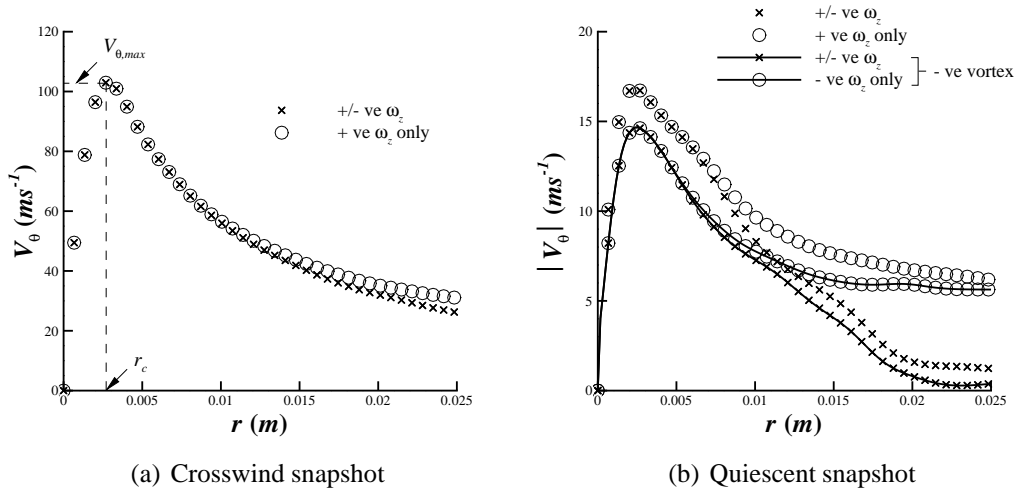 120
100
80
60
40
20
0
V_θ (ms^-1)
V_θ,max
r_c
+/- ve ω_z
+ ve ω_z only
0 0.005 0.01 0.015 0.02 0.025
r (m)
(a) Crosswind snapshot
+/- ve ω_z
+ ve ω_z only
+/- ve ω_z
- ve ω_z only
- ve vortex
20
15
10
5
0
|V_θ| (ms^-1)
0 0.005 0.01 0.015 0.02 0.025
r (m)
(b) Quiescent snapshot